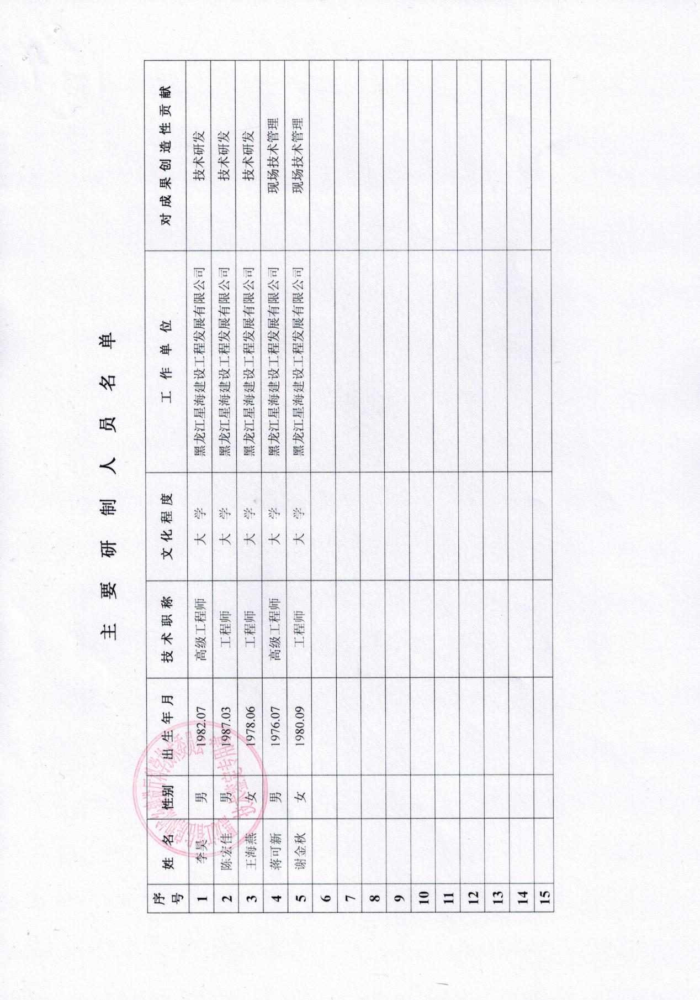 主要研制人员名单
序号 姓名 性别 出生年月 技术职称 文化程度 工作单位 对成果创造性贡献
1 李昊 男 1982.07 高级工程师 大学 黑龙江星海建设工程发展有限公司 技术研发
2 陈宏佳 男 1987.03 工程师 大学 黑龙江星海建设工程发展有限公司 技术研发
3 王海燕 女 1978.06 工程师 大学 黑龙江星海建设工程发展有限公司 技术研发
4 蒋可新 男 1976.07 高级工程师 大学 黑龙江星海建设工程发展有限公司 现场技术管理
5 谢金秋 女 1980.09 工程师 大学 黑龙江星海建设工程发展有限公司 现场技术管理
6
7
8
9
10
11
12
13
14
15
技术鉴定专用章